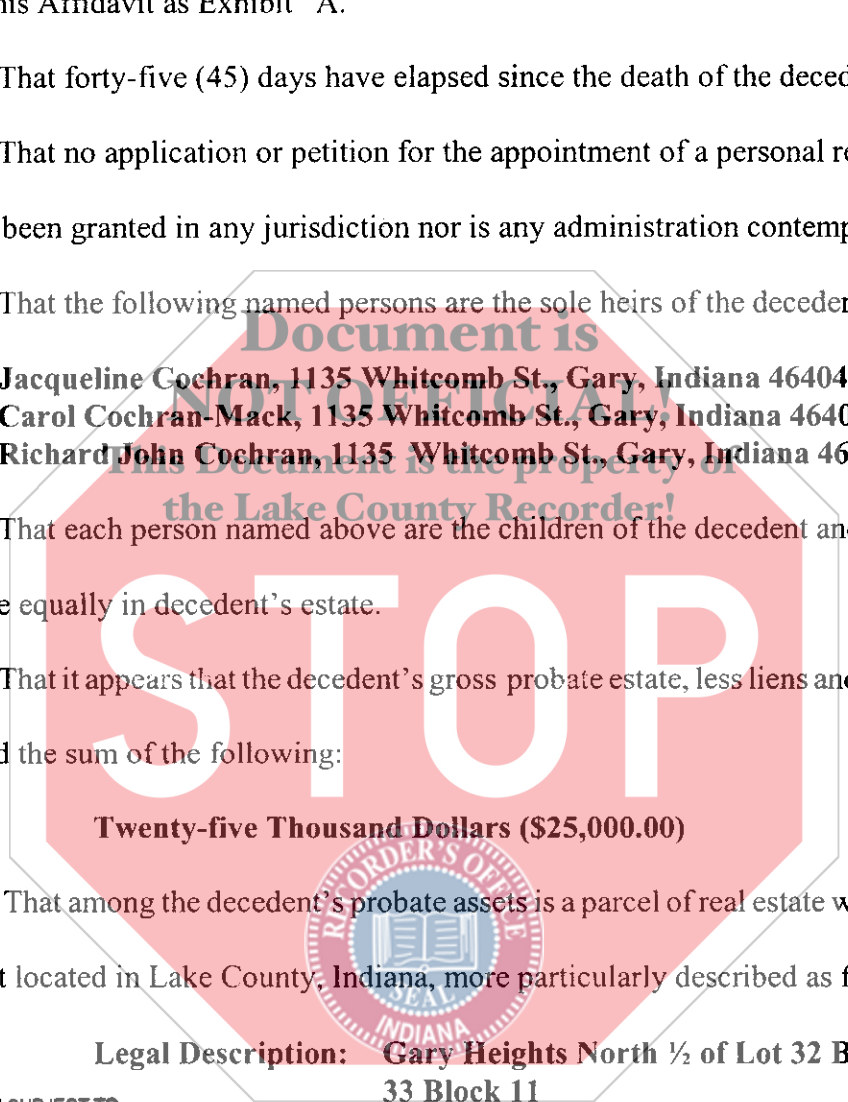 his Affidavit as Exhibit "A.
That forty-five (45) days have elapsed since the death of the deced
That no application or petition for the appointment of a personal re
been granted in any jurisdiction nor is any administration contemp
That the following named persons are the sole heirs of the deceden
Document is
Jacqueline Cochran, 1135 Whitcomb St., Gary, Indiana 46404
NOT OFFICIAL!
Carol Cochran-Mack, 1135 Whitcomb St., Gary, Indiana 4640
Richard John Cochran, 1135 Whitcomb St., Gary, Indiana 46
This Document is the property of
the Lake County Recorder!
That each person named above are the children of the decedent an
e equally in decedent's estate.
STOP
That it appears that the decedent's gross probate estate, less liens and
d the sum of the following:
Twenty-five Thousand Dollars ($25,000.00)
RECORDER'S OFFICE
That among the decedent's probate assets is a parcel of real estate w
t located in Lake County, Indiana, more particularly described as f
SEAL
INDIANA
Legal Description: Gary Heights North ½ of Lot 32 B
33 Block 11
SUBJECT TO